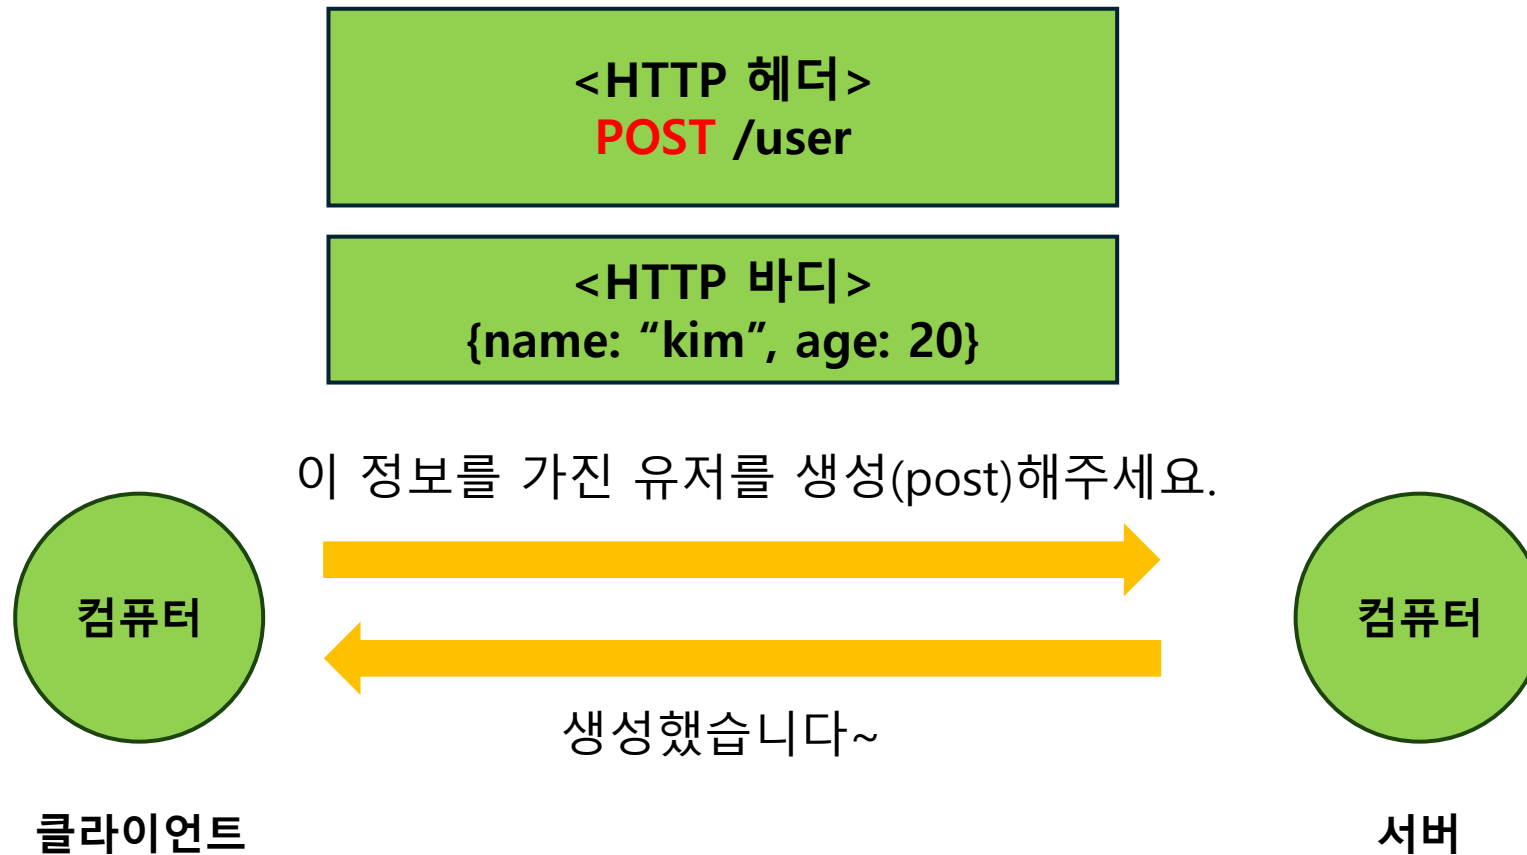 <HTTP 헤더>
POST /user
<HTTP 바디>
{name: “kim”, age: 20}
이 정보를 가진 유저를 생성(post)해주세요.
컴퓨터
컴퓨터
생성했습니다~
클라이언트
서버